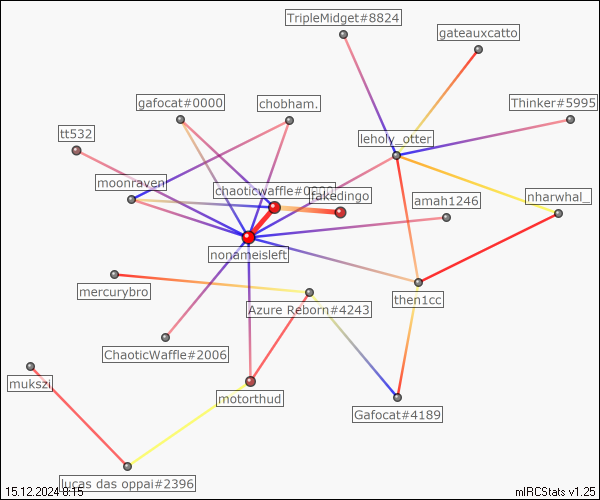 TripleMidget#8824
gateauxcatto
gafocat#0000
chobham.
Thinker#5995
tt532
leholy_otter
moonraven
chaoticwaffle#0
fakedingo
amah1246
nharwhal_
nonameisleft
mercurybro
Azure Reborn#4243
then1cc
ChaoticWaffle#2006
mukszi
motorthud
Gafocat#4189
lucas das oppai#2396
15.12.2024 0:15
mIRCStats v1.25